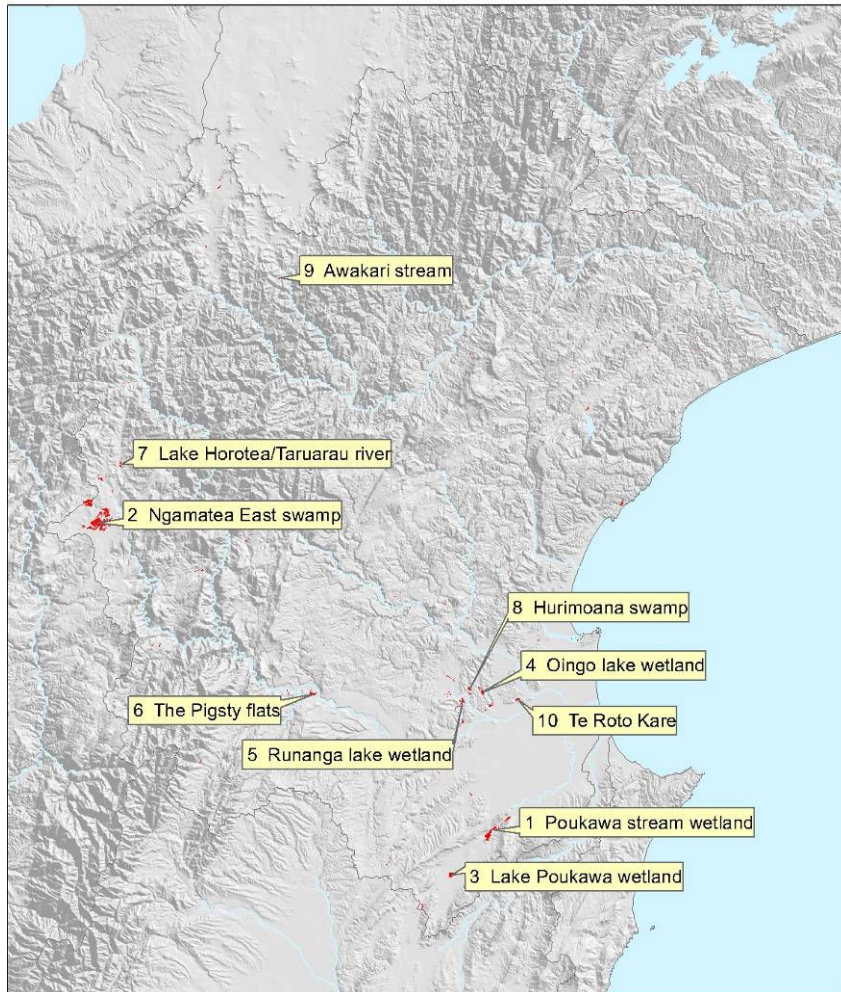 9 Awakari stream
7 Lake Horotea/Taruarau river
2 Ngamatea East swamp
8 Hurimoana swamp
4 Oingo lake wetland
6 The Pigsty flats
10 Te Roto Kare
5 Runanga lake wetland
1 Poukawa stream wetland
3 Lake Poukawa wetland